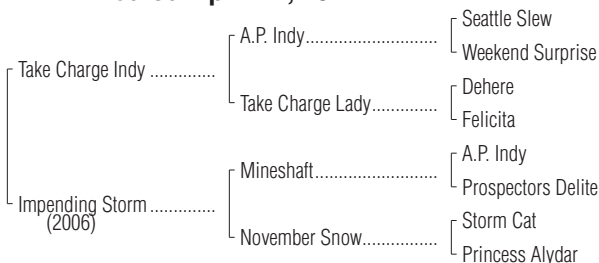 Seattle Slew
A.P. Indy..............................
Weekend Surprise
Take Charge Indy ..............
Dehere
Take Charge Lady...............
Felicita
A.P. Indy
Mineshaft............................
Prospectors Delite
Impending Storm ..............
(2006)
Storm Cat
November Snow.................
Princess Alydar